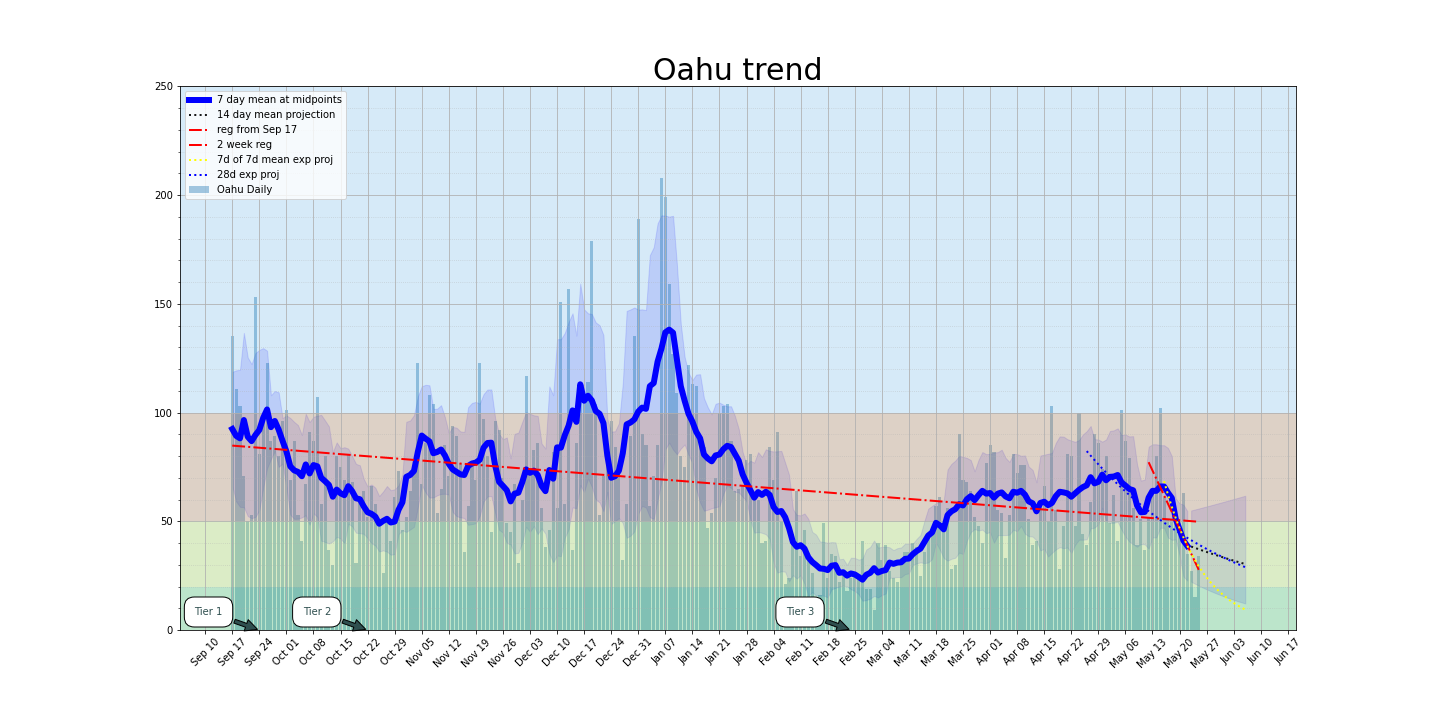 Oahu trend
250
200
150
100
50
0
7 day mean at midpoints
14 day mean projection
reg from Sep 17
2 week reg
7d of 7d mean exp proj
28d exp proj
Oahu Daily
Tier 1
Tier 2
Tier 3
Sep 10
Sep 17
Sep 24
Oct 01
Oct 08
Oct 15
Oct 22
Oct 29
Nov 05
Nov 12
Nov 19
Nov 26
Dec 03
Dec 10
Dec 17
Dec 24
Dec 31
Jan 07
Jan 14
Jan 21
Jan 28
Feb 04
Feb 11
Feb 18
Feb 25
Mar 04
Mar 11
Mar 18
Mar 25
Apr 01
Apr 08
Apr 15
Apr 22
Apr 29
May 06
May 13
May 20
May 27
Jun 03
Jun 10
Jun 17